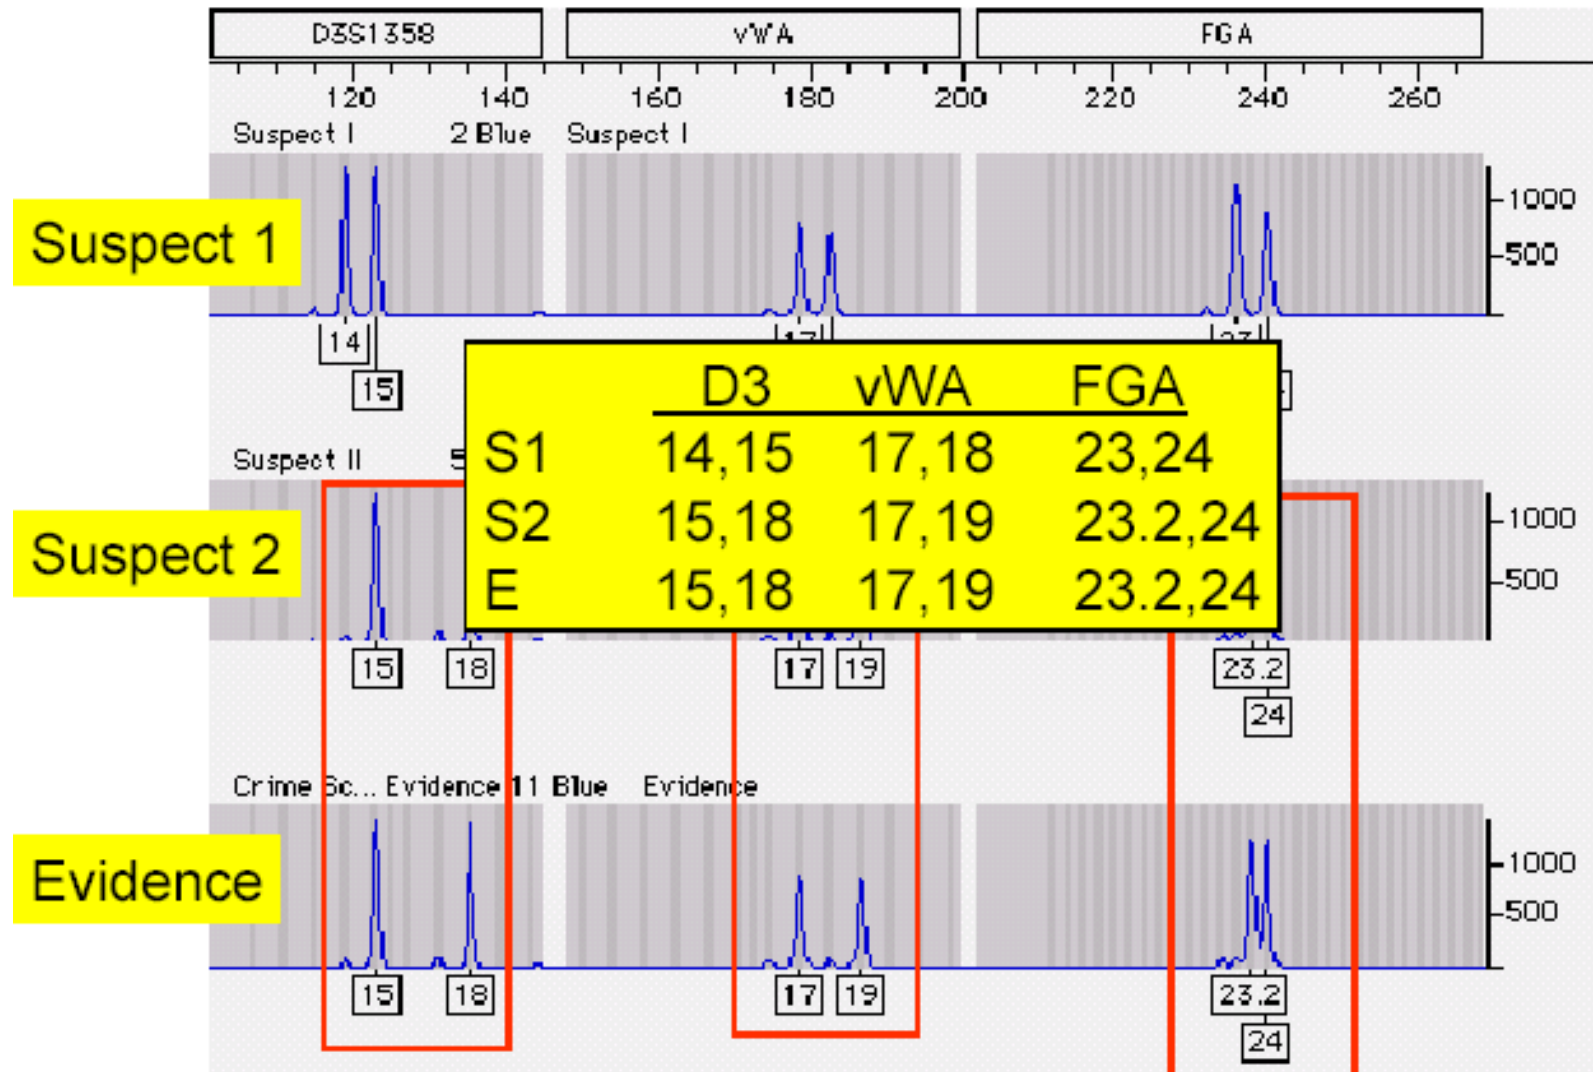 D3S1358 vWA FGA
120 140 160 180 200 220 240 260
Suspect I 2 Blue Suspect I
1000
Suspect 1
500
14 17 23
15
D3 vWA FGA
S1 14,15 17,18 23,24
Suspect II 5
S2 15,18 17,19 23.2,24
1000
Suspect 2
E 15,18 17,19 23.2,24
500
15 18 17 19 23.2
24
Crime Sc... Evidence 11 Blue Evidence
1000
Evidence
500
15 18 17 19 23.2
24